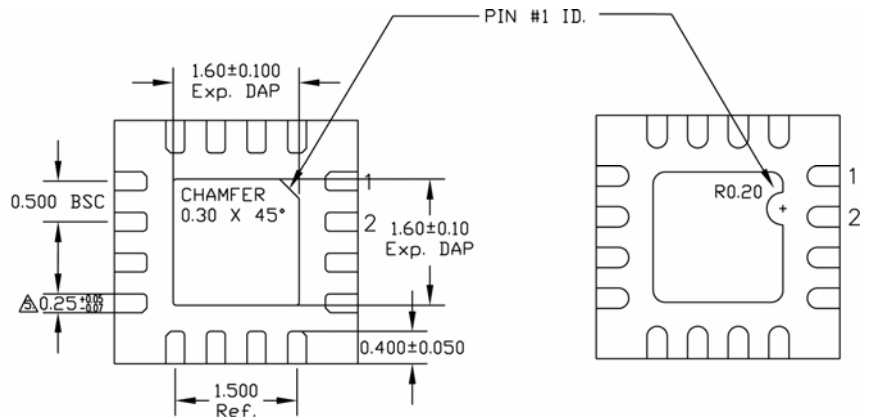 PIN #1 ID.
1.60±0.100
Exp. DAP
CHAMFER
0.30 X 45°
1
2
0.500 BSC
1.60±0.10
Exp. DAP
5 0.25 +0.05 -0.07
0.400±0.050
1.500
Ref.
R0.20
1
2